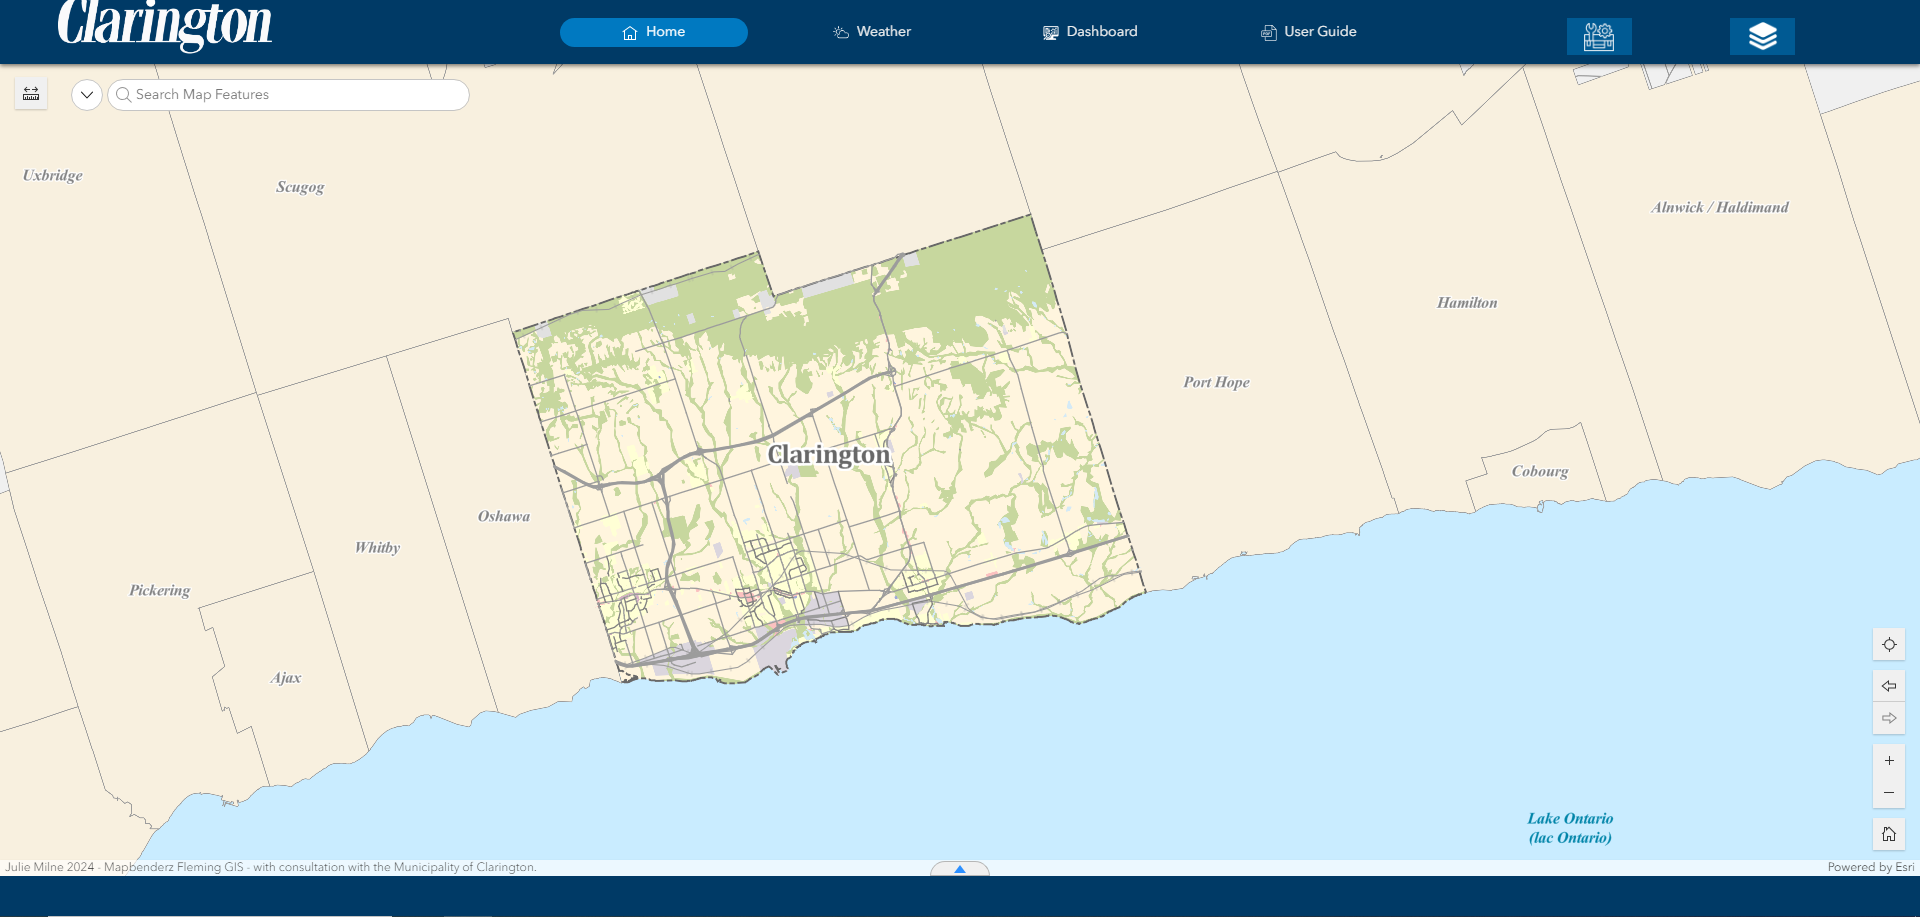 Clarington
Home
Weather
Dashboard
User Guide
Search Map Features
Uxbridge
Scugog
Alnwick / Haldimand
Hamilton
Port Hope
Clarington
Cobourg
Oshawa
Whitby
Pickering
Ajax
Lake Ontario
(lac Ontario)
Julie Milne 2024 - Mapbenderz Fleming GIS - with consultation with the Municipality of Clarington.
Powered by Esri